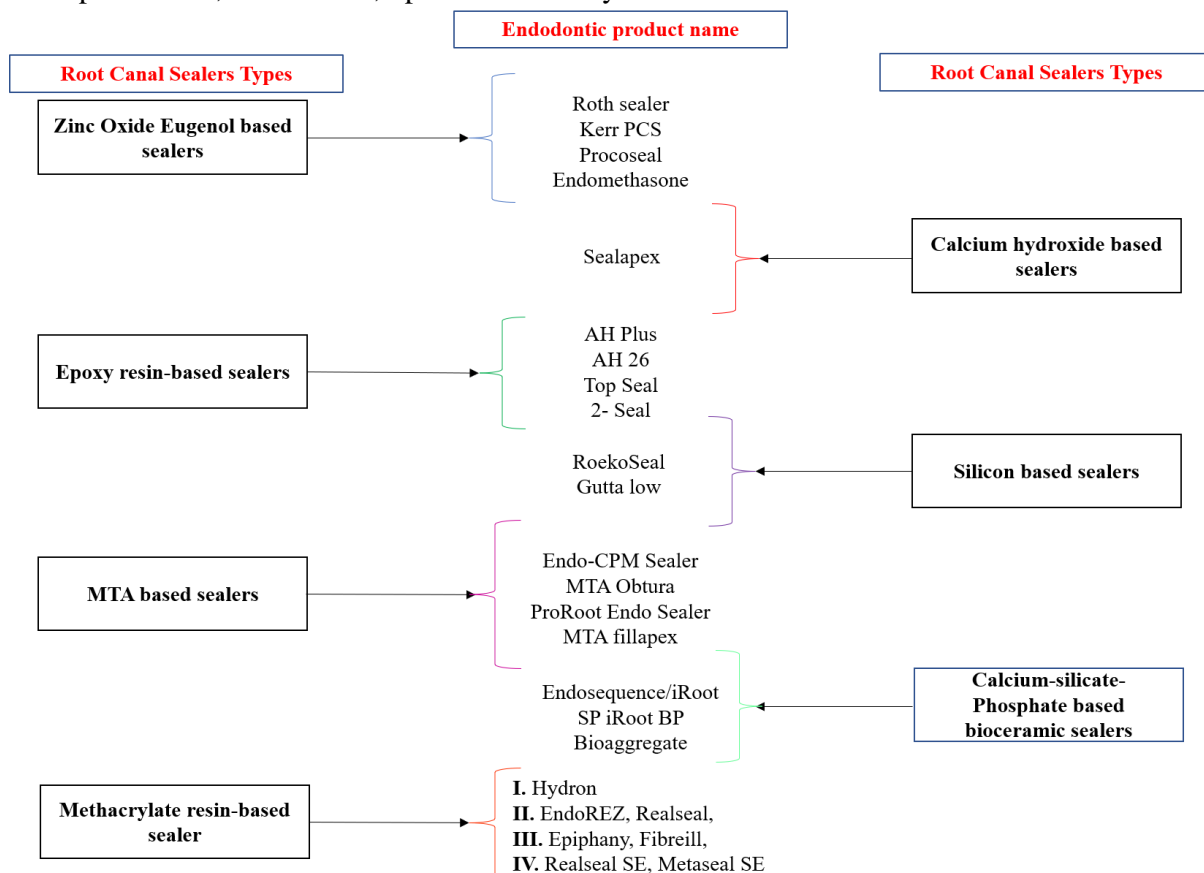 Endodontic product name
Root Canal Sealers Types
Root Canal Sealers Types
Zinc Oxide Eugenol based
sealers
Roth sealer
Kerr PCS
Procoseal
Endomethasone
Sealapex
Calcium hydroxide based
sealers
Epoxy resin-based sealers
AH Plus
AH 26
Top Seal
2- Seal
RoekoSeal
Gutta low
Silicon based sealers
MTA based sealers
Endo-CPM Sealer
MTA Obtura
ProRoot Endo Sealer
MTA fillapex
Endosequence/iRoot
SP iRoot BP
Bioaggregate
Calcium-silicate-
Phosphate based
bioceramic sealers
Methacrylate resin-based
sealer
I. Hydron
II. EndoREZ, Realseal,
III. Epiphany, Fibreill,
IV. Realseal SE, Metaseal SE